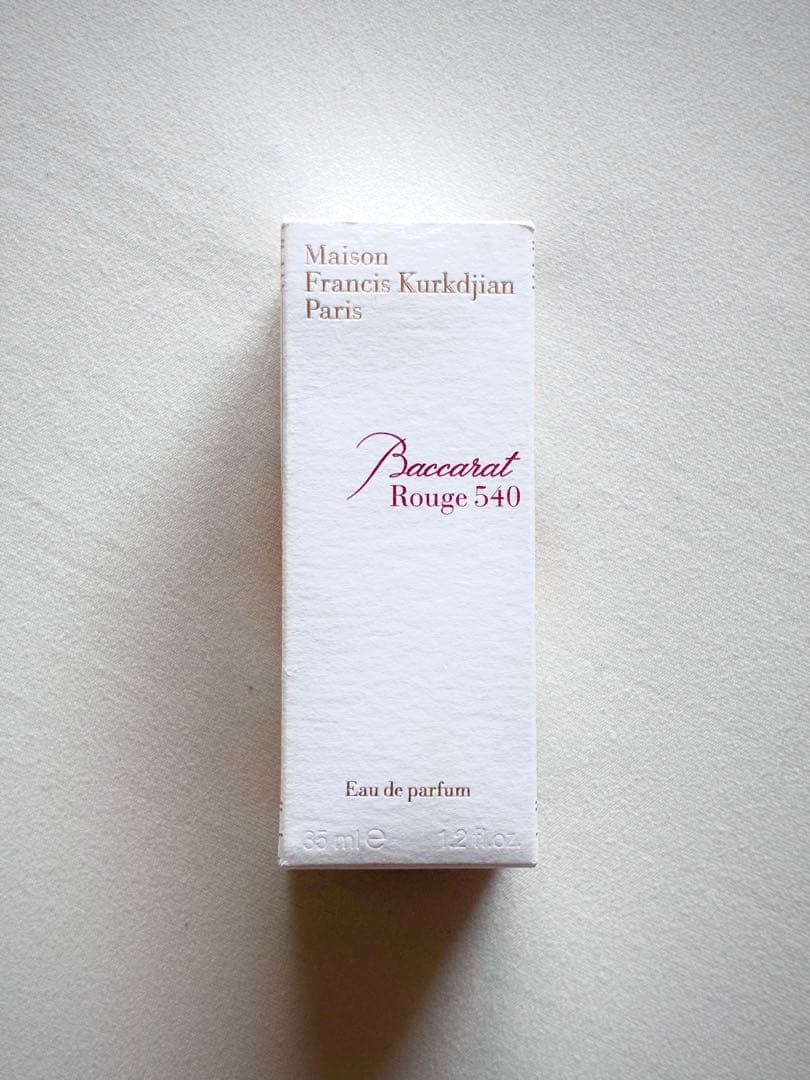 Maison
Francis Kurkdjian
Paris
Baccarat
Rouge 540
Eau de parfum
35 ml ℮ 1.2 fl.oz.